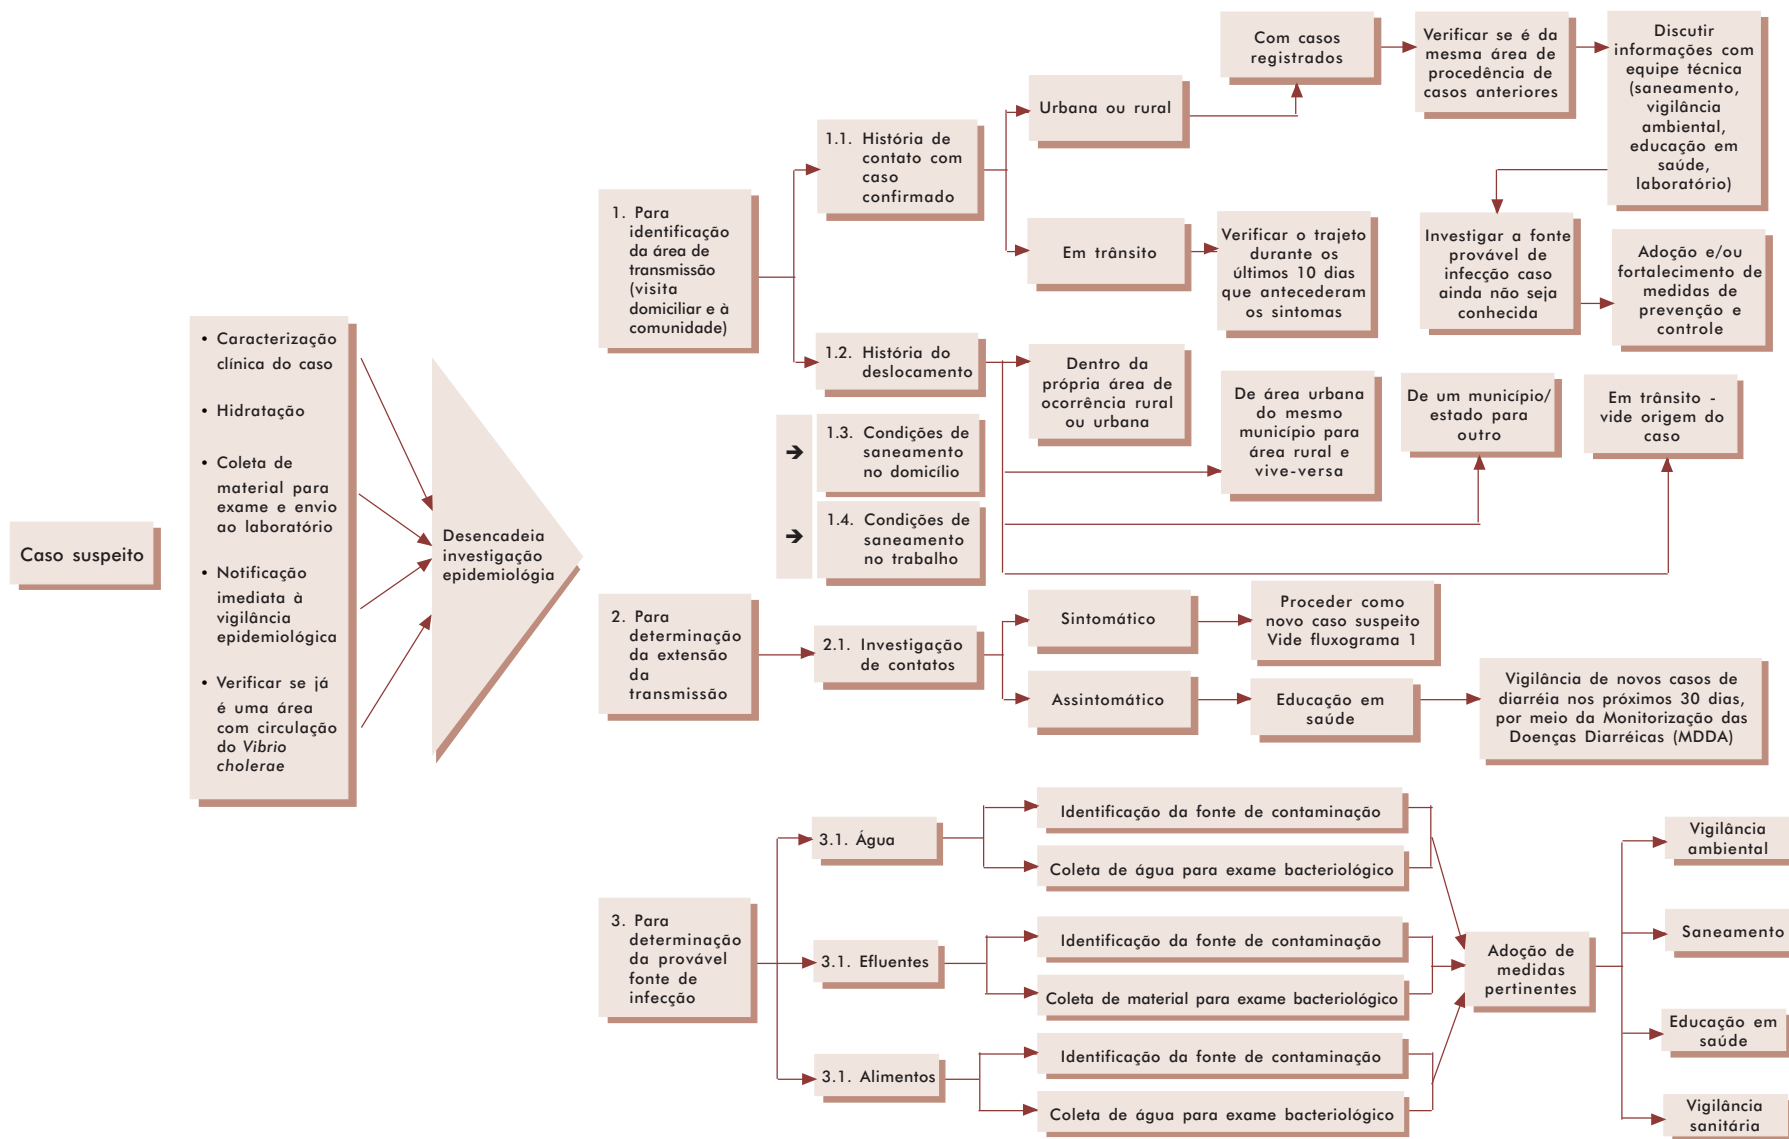 Caso suspeito
• Caracterização
clínica do caso
• Hidratação
• Coleta de
material para
exame e envio
ao laboratório
• Notificação
imediata à
vigilância
epidemiológica
• Verificar se já
é uma área
com circulação
do Vibrio
cholerae
Desencadeia
investigação
epidemiológia
1. Para
identificação
da área de
transmissão
(visita
domiciliar e à
comunidade)
1.1. História de
contato com
caso
confirmado
Urbana ou rural
Com casos
registrados
Verificar se é da
mesma área de
procedência de
casos anteriores
Discutir
informações com
equipe técnica
(saneamento,
vigilância
ambiental,
educação em
saúde,
laboratório)
Em trânsito
Verificar o trajeto
durante os
últimos 10 dias
que antecederam
os sintomas
Investigar a fonte
provável de
infecção caso
ainda não seja
conhecida
Adoção e/ou
fortalecimento de
medidas de
prevenção e
controle
1.2. História do
deslocamento
Dentro da
própria área de
ocorrência rural
ou urbana
De área urbana
do mesmo
município para
área rural e
vive-versa
De um município/
estado para
outro
Em trânsito -
vide origem do
caso
1.3. Condições de
saneamento
no domicílio
1.4. Condições de
saneamento
no trabalho
2. Para
determinação
da extensão
da
transmissão
2.1. Investigação
de contatos
Sintomático
Proceder como
novo caso suspeito
Vide fluxograma 1
Assintomático
Educação em
saúde
Vigilância de novos casos de
diarréia nos próximos 30 dias,
por meio da Monitorização das
Doenças Diarréicas (MDDA)
3. Para
determinação
da provável
fonte de
infecção
3.1. Água
Identificação da fonte de contaminação
Coleta de água para exame bacteriológico
3.1. Efluentes
Identificação da fonte de contaminação
Coleta de material para exame bacteriológico
3.1. Alimentos
Identificação da fonte de contaminação
Coleta de água para exame bacteriológico
Adoção de
medidas
pertinentes
Vigilância
ambiental
Saneamento
Educação em
saúde
Vigilância
sanitária